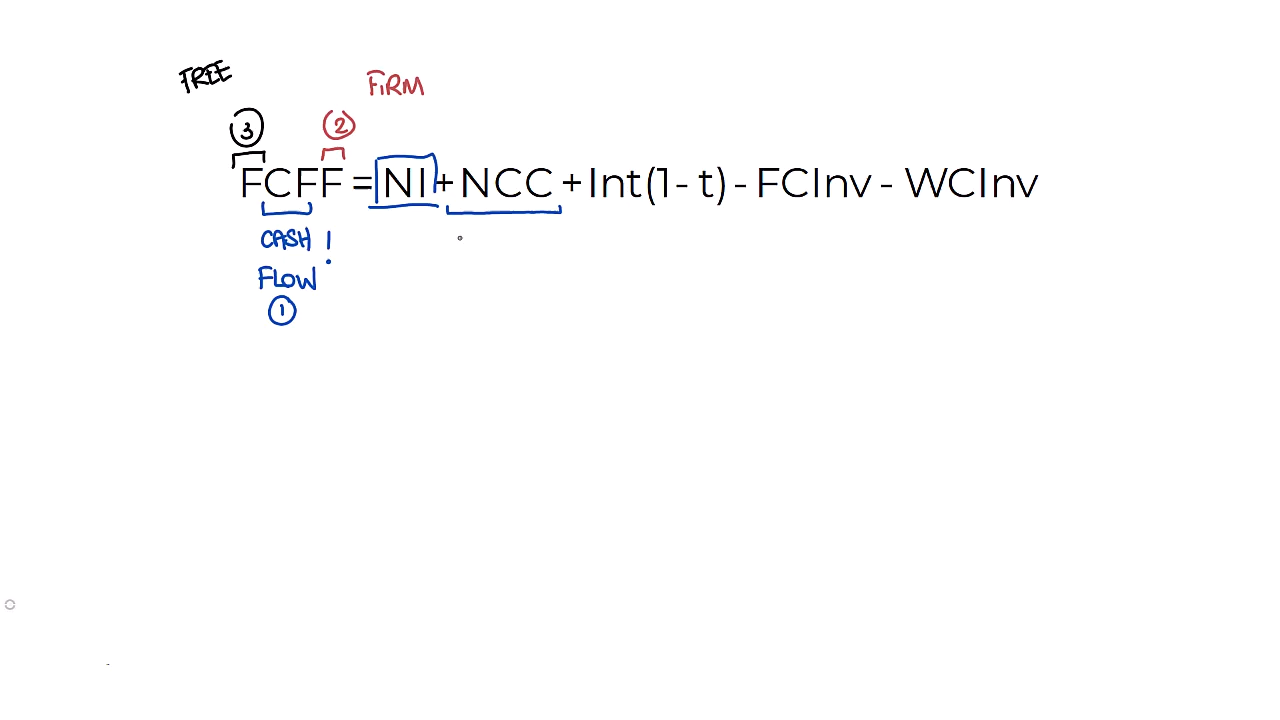 FREE
FiRM
3
2
FCFF = NI + NCC + Int(1 - t) - FCInv - WCInv
CASH !
FLOW
1